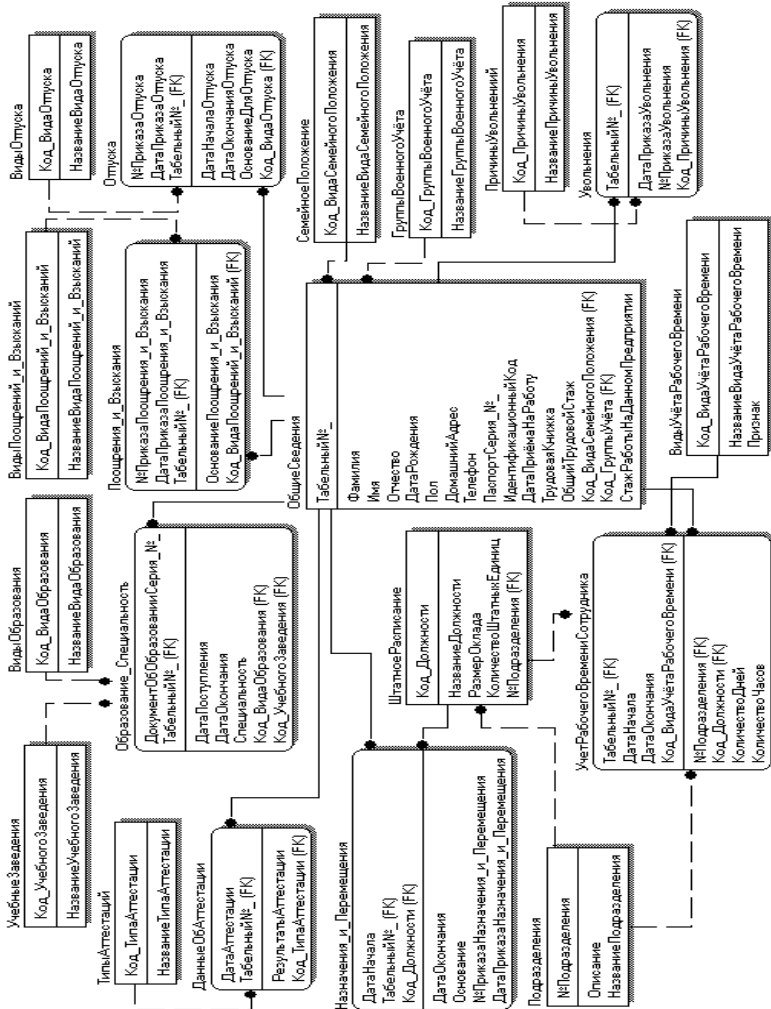 УчебныеЗаведения
Код_УчебногоЗаведения
НазваниеУчебногоЗаведения
ВидыОбразования
Код_ВидаОбразования
НазваниеВидаОбразования
ВидыПоощрений_и_Взысканий
Код_ВидаПоощрений_и_Взысканий
НазваниеВидаПоощрений_и_Взысканий
ВидыОтпуска
Код_ВидаОтпуска
НазваниеВидаОтпуска
ТипыАттестаций
Код_ТипаАттестации
НазваниеТипаАттестации
Образование_Специальность
ДокументОбОбразованииСерия_№_
Табельный№_ (FK)
ДатаПоступления
ДатаОкончания
Специальность
Код_ВидаОбразования (FK)
Код_УчебногоЗаведения (FK)
Поощрения_и_Взыскания
№ПриказаПоощрения_и_Взыскания
ДатаПриказаПоощрения_и_Взыскания
Табельный№_ (FK)
ОснованиеПоощрения_и_Взыскания
Код_ВидаПоощрений_и_Взысканий (FK)
Отпуска
№ПриказаОтпуска
ДатаПриказаОтпуска
Табельный№_ (FK)
ДатаНачалаОтпуска
ДатаОкончанияОтпуска
ОснованиеДляОтпуска
Код_ВидаОтпуска (FK)
ДанныеОбАттестации
ДатаАттестации
Табельный№_ (FK)
РезультатыАттестации
Код_ТипаАттестации (FK)
ОбщиеСведения
Табельный№_
Фамилия
Имя
Отчество
ДатаРождения
Пол
ДомашнийАдрес
Телефон
ПаспортСерия_№_
ИдентификационныйКод
ДатаПриёмаНаРаботу
ТрудоваяКнижка
ОбщийТрудовойСтаж
Код_ВидаСемейногоПоложения (FK)
Код_ГруппыУчёта (FK)
СтажРаботыНаДанномПредприятии
СемейноеПоложение
Код_ВидаСемейногоПоложения
НазваниеВидаСемейногоПоложения
ГруппыВоенногоУчёта
Код_ГруппыВоенногоУчёта
НазваниеГруппыВоенногоУчёта
ПричиныУвольнениий
Код_ПричиныУвольнения
НазваниеПричиныУвольнения
Увольнения
Табельный№_ (FK)
ДатаПриказаУвольнения
№ПриказаУвольнения
Код_ПричиныУвольнения (FK)
Назначения_и_Перемещения
ДатаНачала
Табельный№_ (FK)
Код_Должности (FK)
ДатаОкончания
Основание
№ПриказаНазначения_и_Перемещения
ДатаПриказаНазначения_и_Перемещения
ШтатноеРасписание
Код_Должности
НазваниеДолжности
РазмерОклада
КоличествоШтатныхЕдиниц
№Подразделения (FK)
Подразделения
№Подразделения
Описание
НазваниеПодразделения
УчетРабочегоВремениСотрудника
Табельный№_ (FK)
ДатаНачала
ДатаОкончания
Код_ВидаУчётаРабочегоВремени (FK)
№Подразделения (FK)
Код_Должности (FK)
КоличествоДней
КоличествоЧасов
ВидыУчётаРабочегоВремени
Код_ВидаУчётаРабочегоВремени
НазваниеВидаУчётаРабочегоВремени
Признак